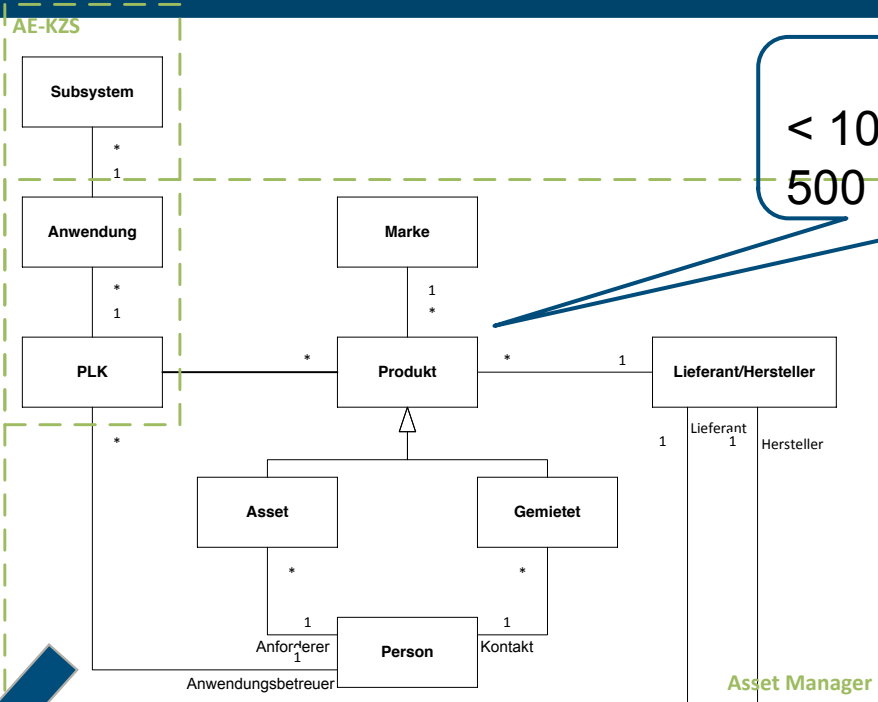 AE-KZS
Subsystem
< 10
500
*
1
Anwendung
Marke
*
1
1
*
PLK
*
Produkt
*
1
Lieferant/Hersteller
*
1
Lieferant
1
Hersteller
Asset
Gemietet
*
*
1
1
Anforderer
1
Person
Kontakt
Anwendungsbetreuer
Asset Manager